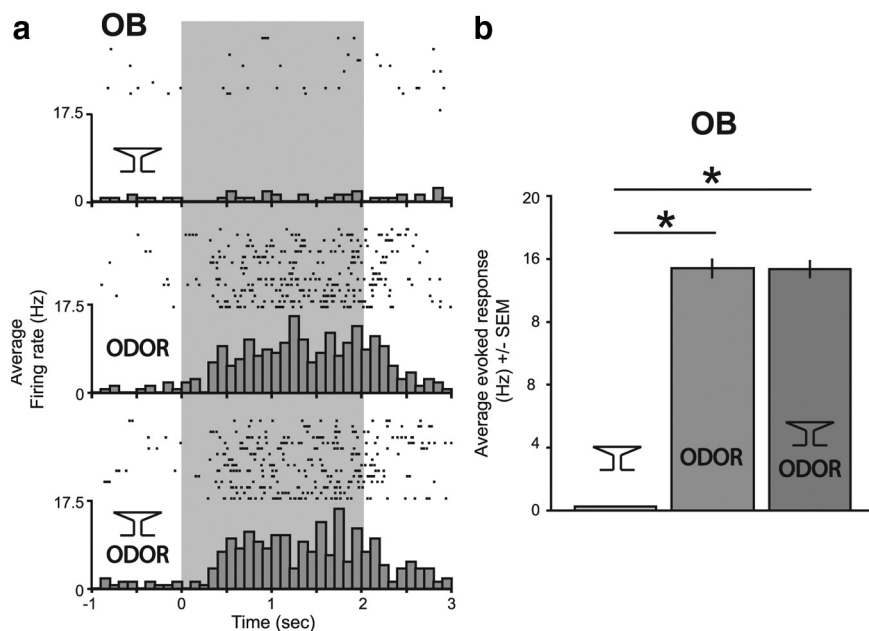 a
OB
17.5
0
Average
Firing rate (Hz)
17.5
ODOR
0
17.5
ODOR
0
-1 0 1 2 3
Time (sec)
b
OB
*
*
Average evoked response
(Hz) +/- SEM
20
16
8
8
4
0
ODOR
ODOR